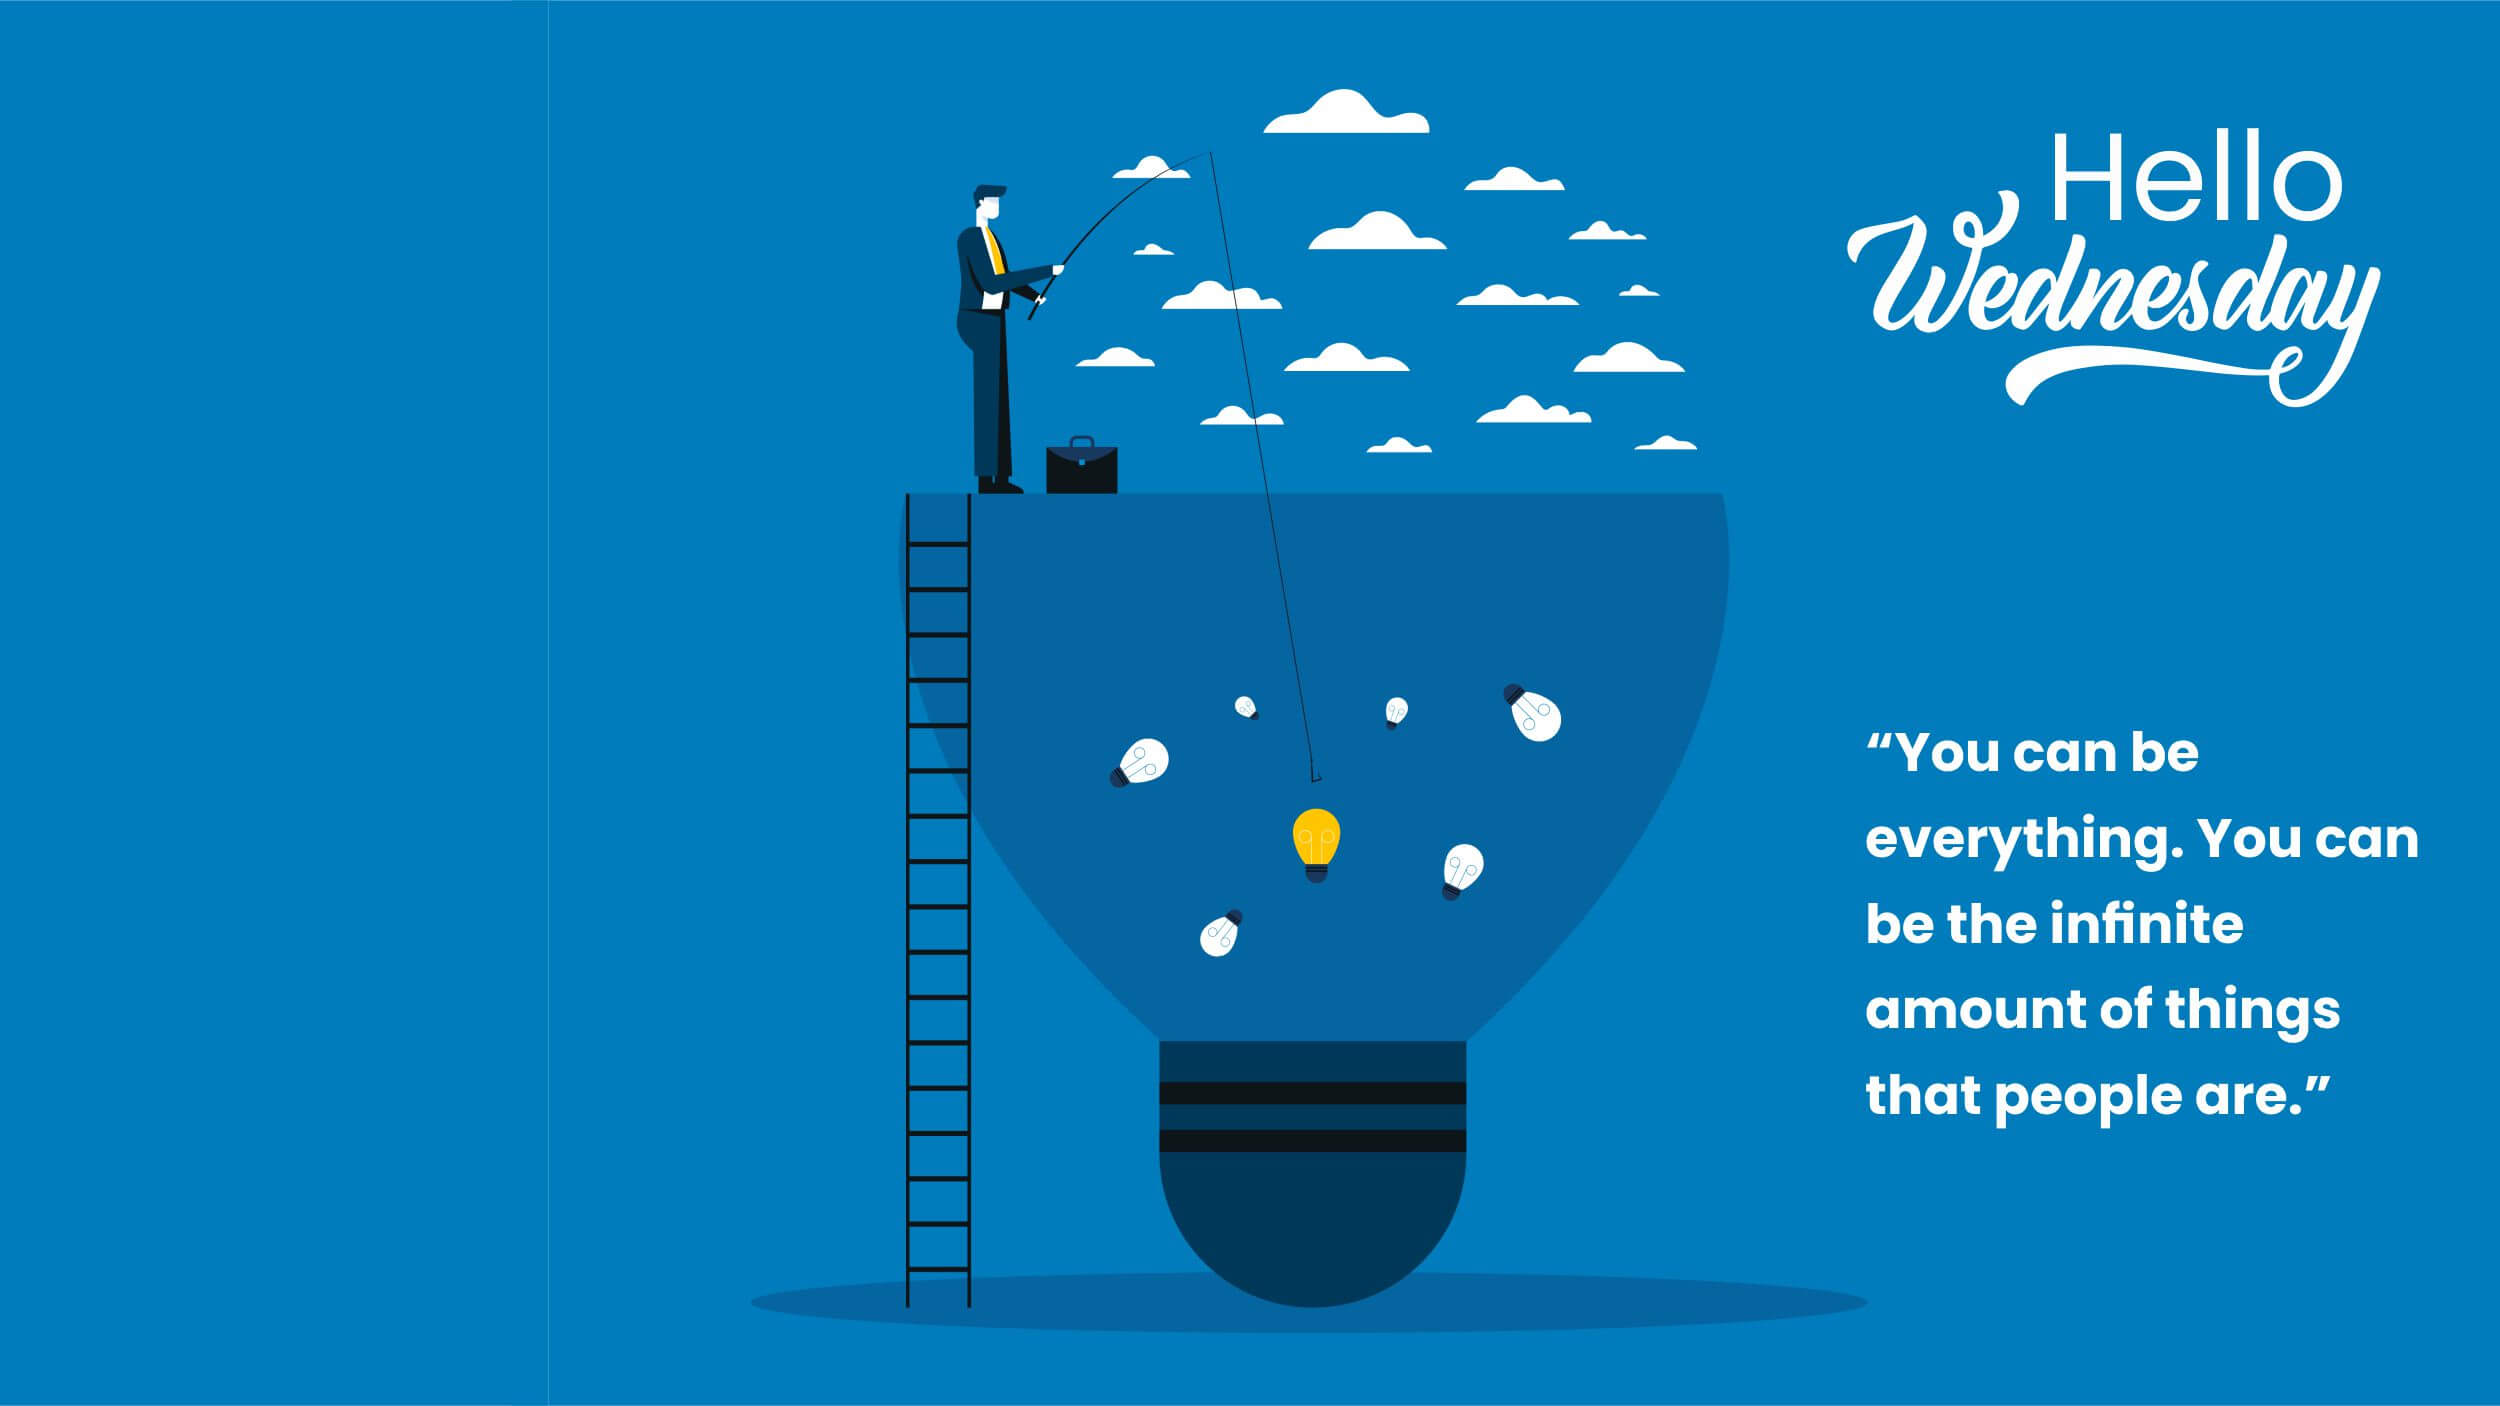 Hello
Wednesday
“You can be
everything. You can
be the infinite
amount of things
that people are.”